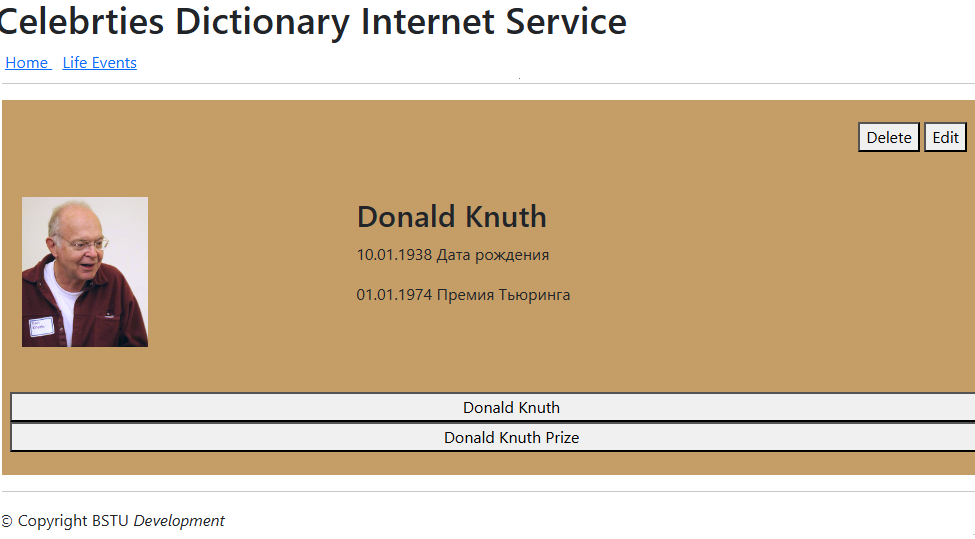 Celebrties Dictionary Internet Service
Home Life Events
Delete Edit
Donald Knuth
10.01.1938 Дата рождения
01.01.1974 Премия Тьюринга
Donald Knuth
Donald Knuth Prize
© Copyright BSTU Development